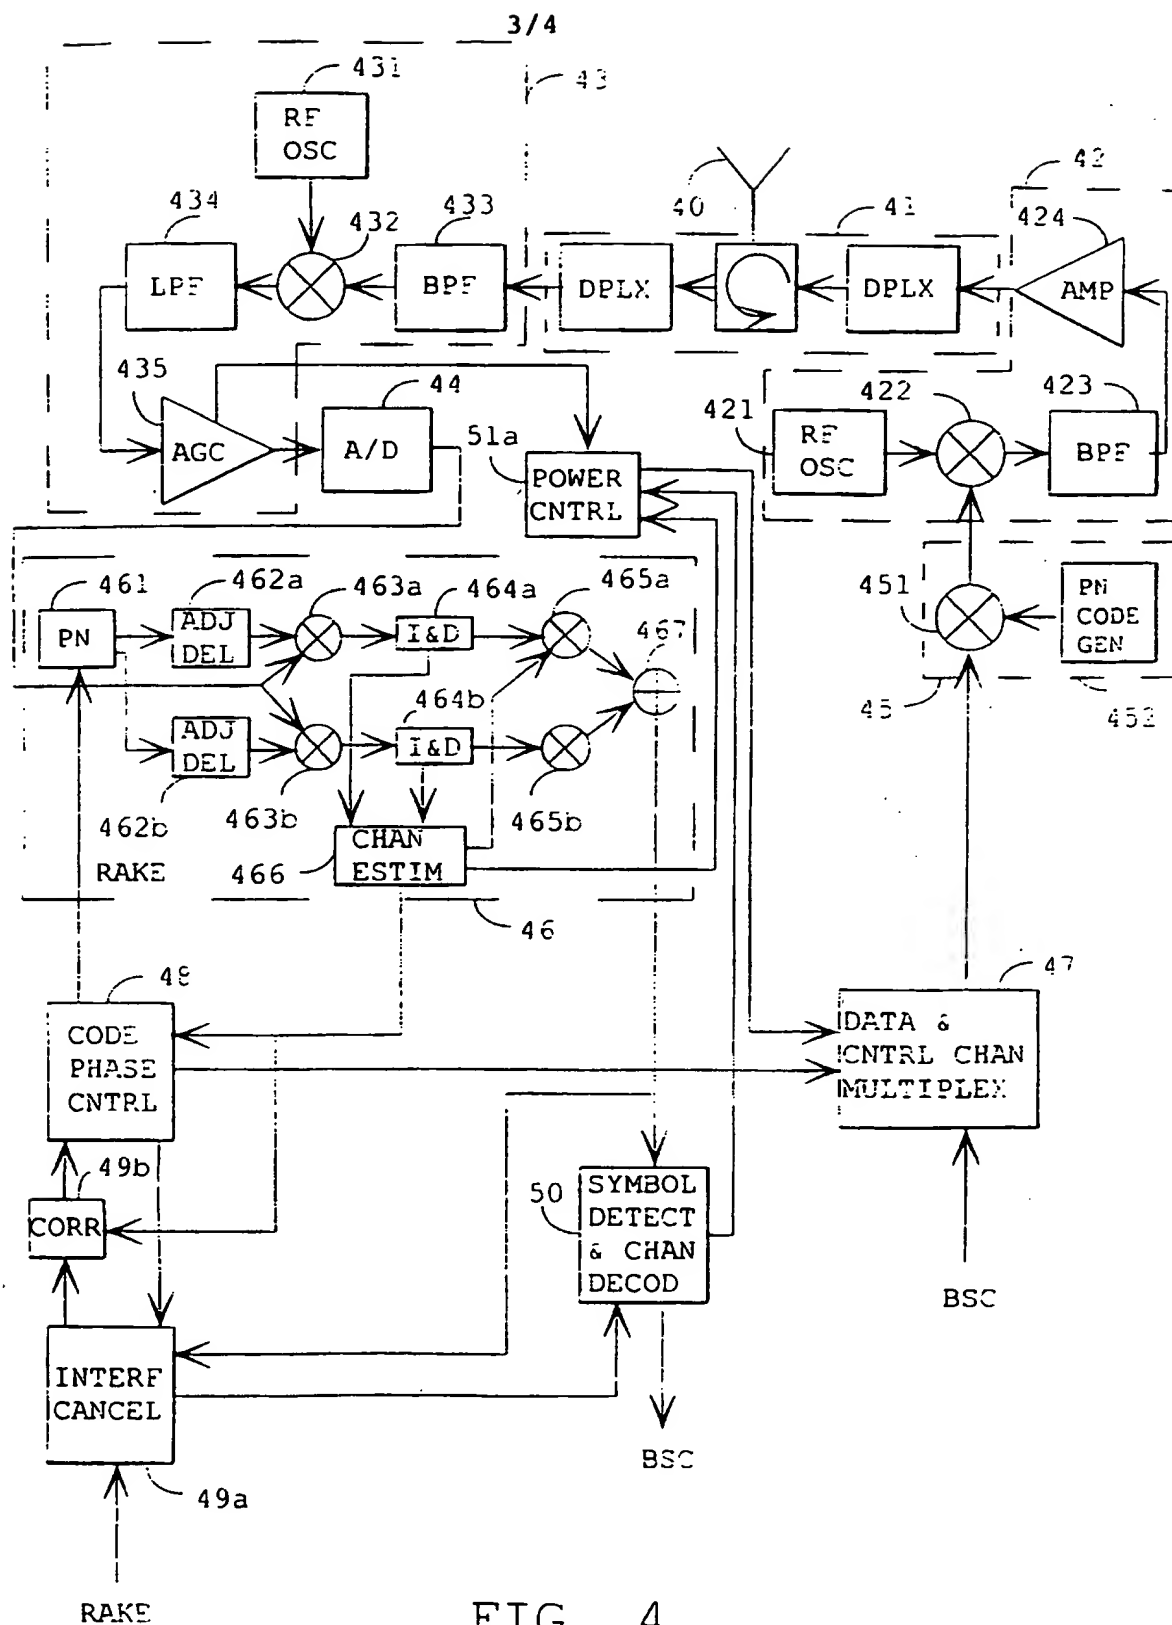 3/4
431
43
RF
OSC
42
434
432
433
40
41
424
LPF
BPF
DPLX
DPLX
AMP
435
44
AGC
A/D
51a
POWER
CNTRL
421
RF
OSC
422
423
BPF
461
462a
463a
464a
465a
467
PN
ADJ
DEL
I&D
464b
ADJ
DEL
I&D
462b
463b
465b
CHAN
ESTIM
466
RAKE
46
451
PN
CODE
GEN
45
452
48
CODE
PHASE
CNTRL
47
DATA &
CNTRL CHAN
MULTIPLEX
49b
CORR
50
SYMBOL
DETECT
& CHAN
DECOD
BSC
INTERF
CANCEL
BSC
49a
RAKE
FIG. 4